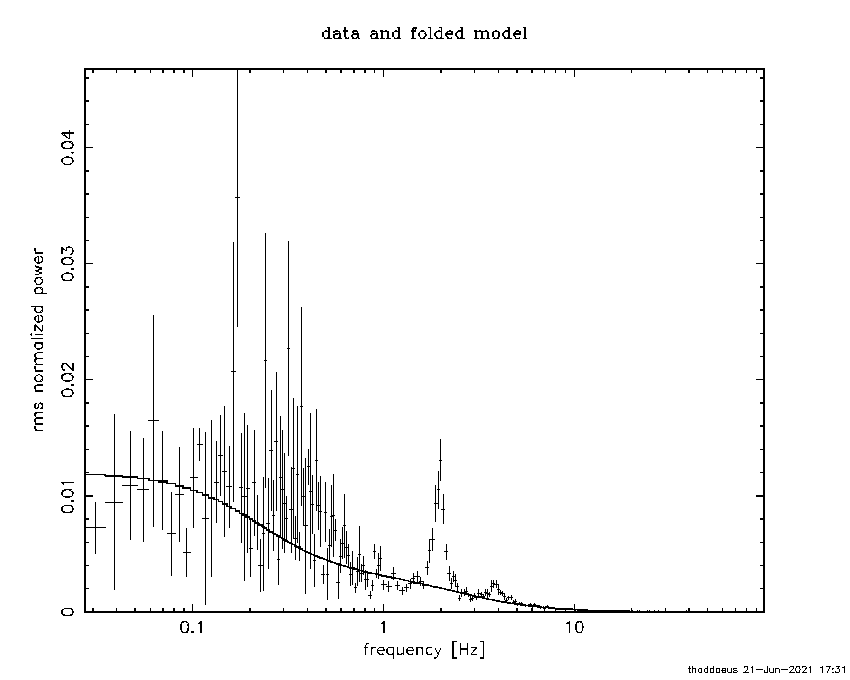 data and folded model
0.04
0.03
0.02
0.01
0
rms normalized power
0.1 1 10
frequency [Hz]
thaddaeus 21-Jun-2021 17:31